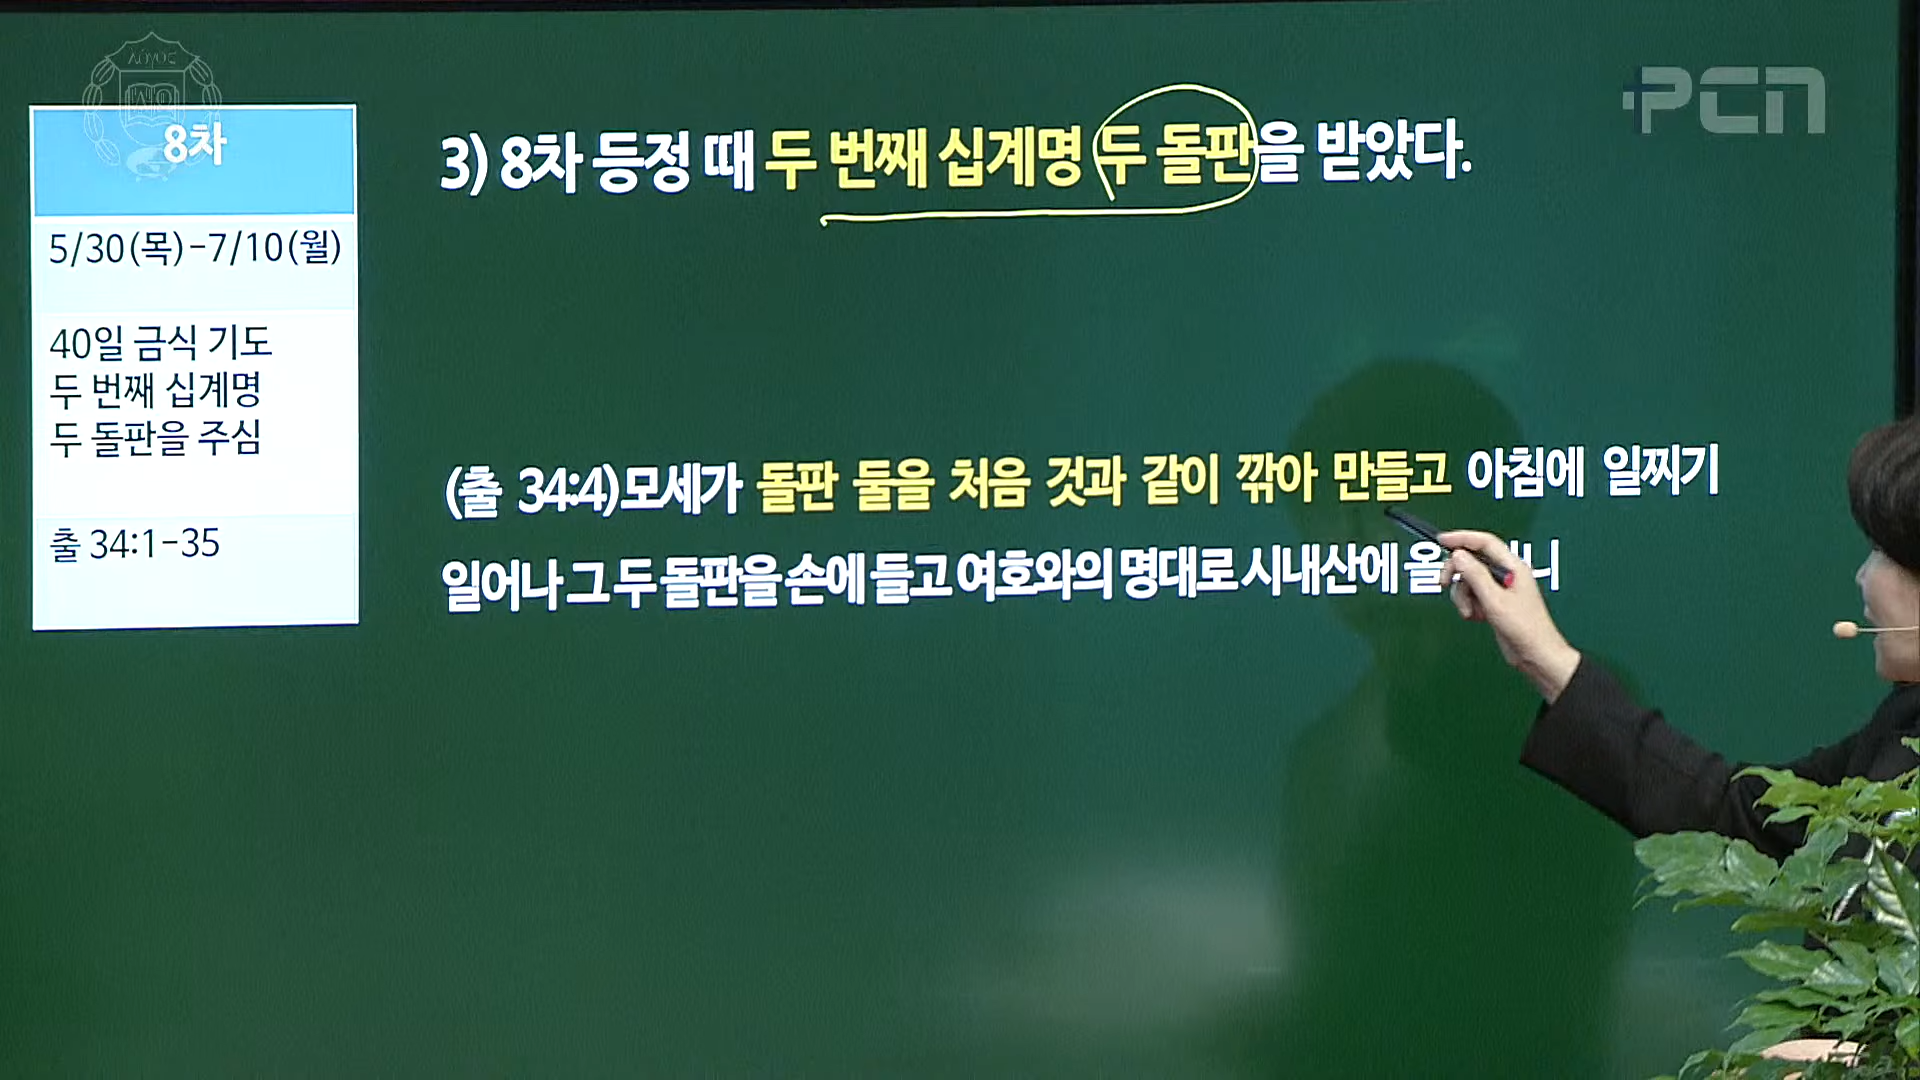 λόγος
ΑΩ
PCN
8차
5/30(목)-7/10(월)
40일 금식 기도
두 번째 십계명
두 돌판을 주심
출 34:1-35
3) 8차 등정 때 두 번째 십계명 두 돌판을 받았다.
(출 34:4)모세가 돌판 둘을 처음 것과 같이 깎아 만들고 아침에 일찌기
일어나 그 두 돌판을 손에 들고 여호와의 명대로 시내산에